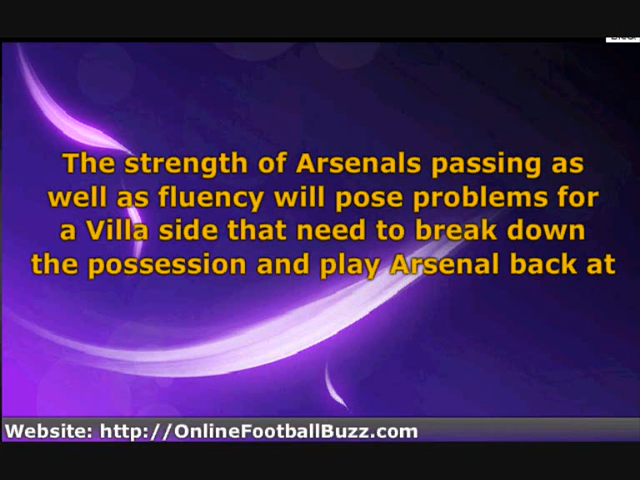 The strength of Arsenals passing as
well as fluency will pose problems for
a Villa side that need to break down
the possession and play Arsenal back at
Website: http://OnlineFootballBuzz.com